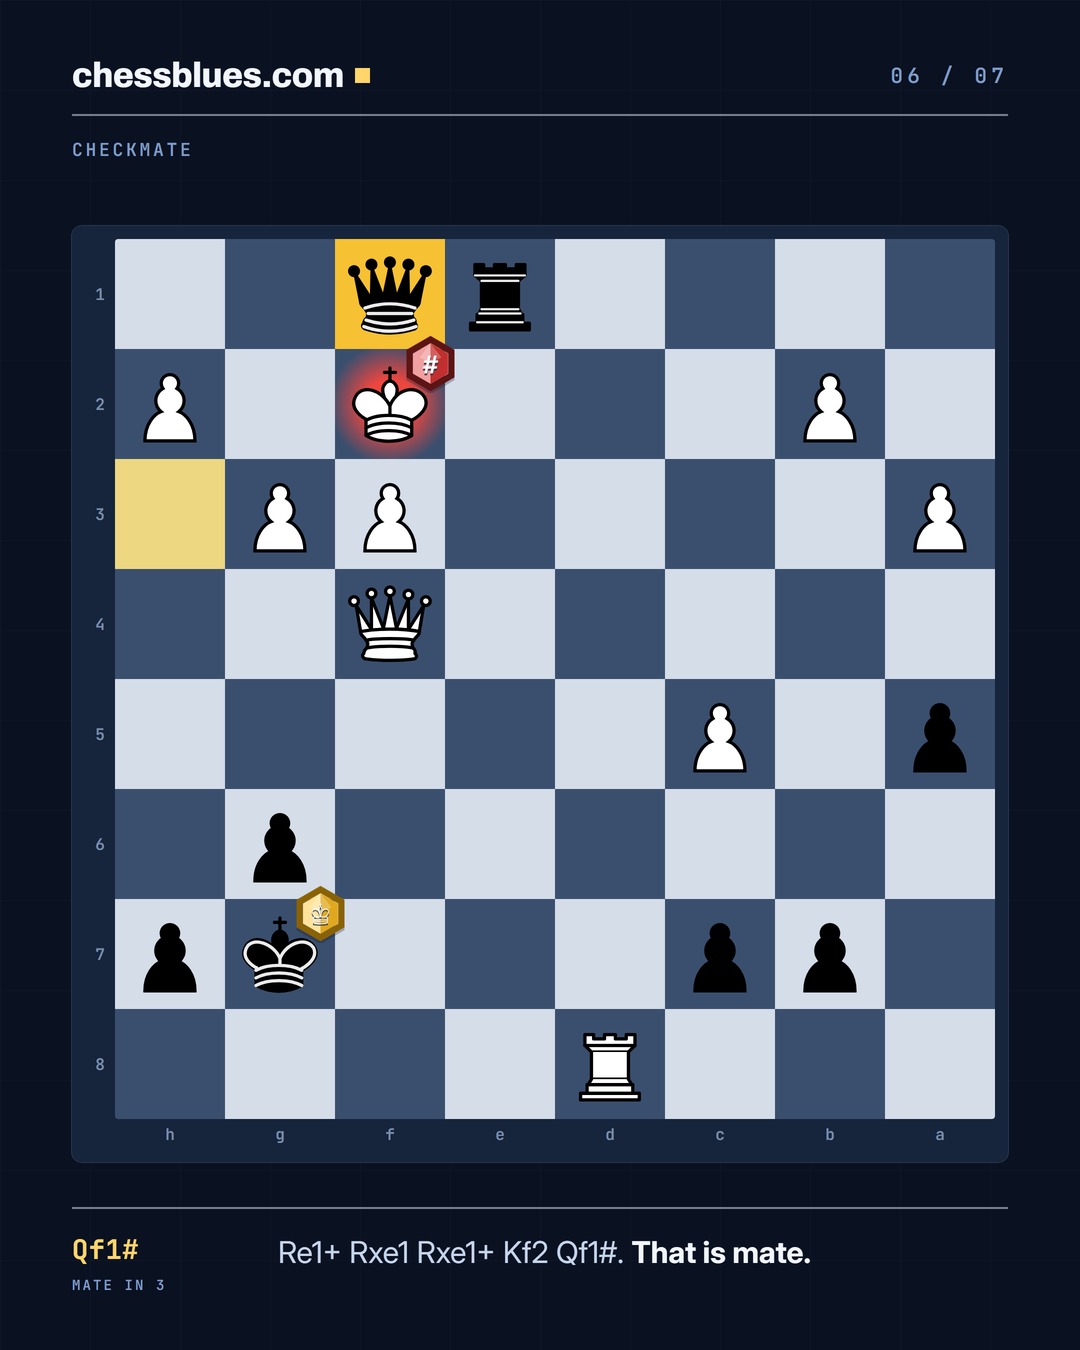 chessblues.com
06 / 07
CHECKMATE
1
2
3
4
5
6
7
8
#
h g f e d c b a
Qf1#
Re1+ Rxe1 Rxe1+ Kf2 Qf1#. That is mate.
MATE IN 3